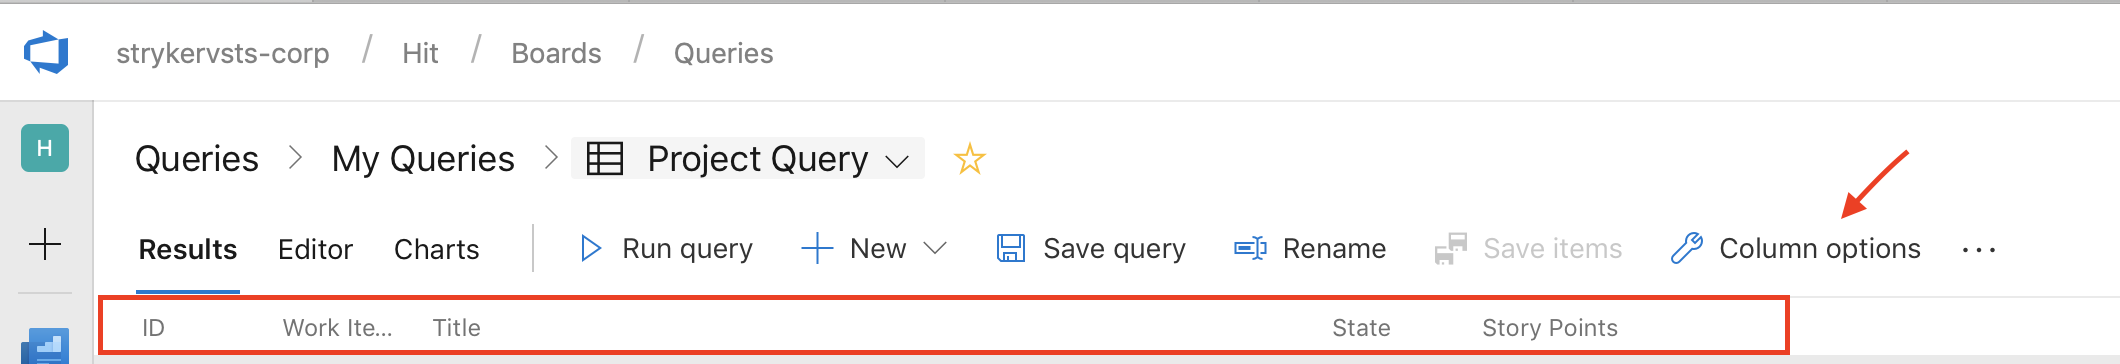 strykervsts-corp / Hit / Boards / Queries
H
Queries > My Queries > Project Query
Results Editor Charts Run query New Save query Rename Save items Column options ...
ID Work Ite... Title State Story Points